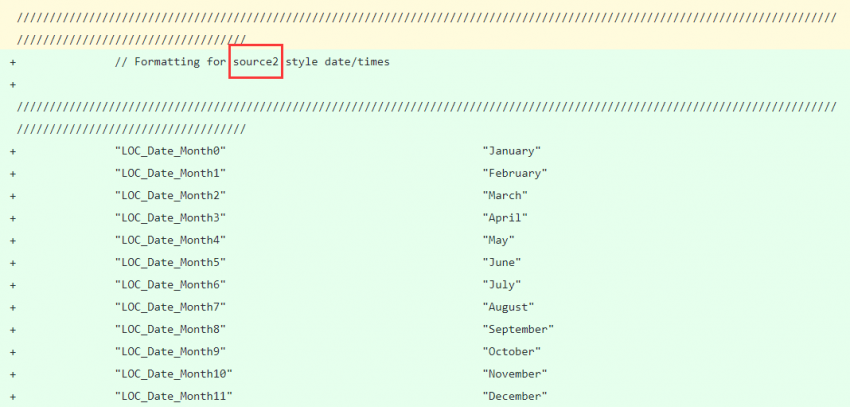 //////////////////////////////////////////////////////////////////////////////////////////////////////////////////////////////
///////////////////////////////////
+ // Formatting for source2 style date/times
+
//////////////////////////////////////////////////////////////////////////////////////////////////////////////////////////////
///////////////////////////////////
+ "LOC_Date_Month0" "January"
+ "LOC_Date_Month1" "February"
+ "LOC_Date_Month2" "March"
+ "LOC_Date_Month3" "April"
+ "LOC_Date_Month4" "May"
+ "LOC_Date_Month5" "June"
+ "LOC_Date_Month6" "July"
+ "LOC_Date_Month7" "August"
+ "LOC_Date_Month8" "September"
+ "LOC_Date_Month9" "October"
+ "LOC_Date_Month10" "November"
+ "LOC_Date_Month11" "December"